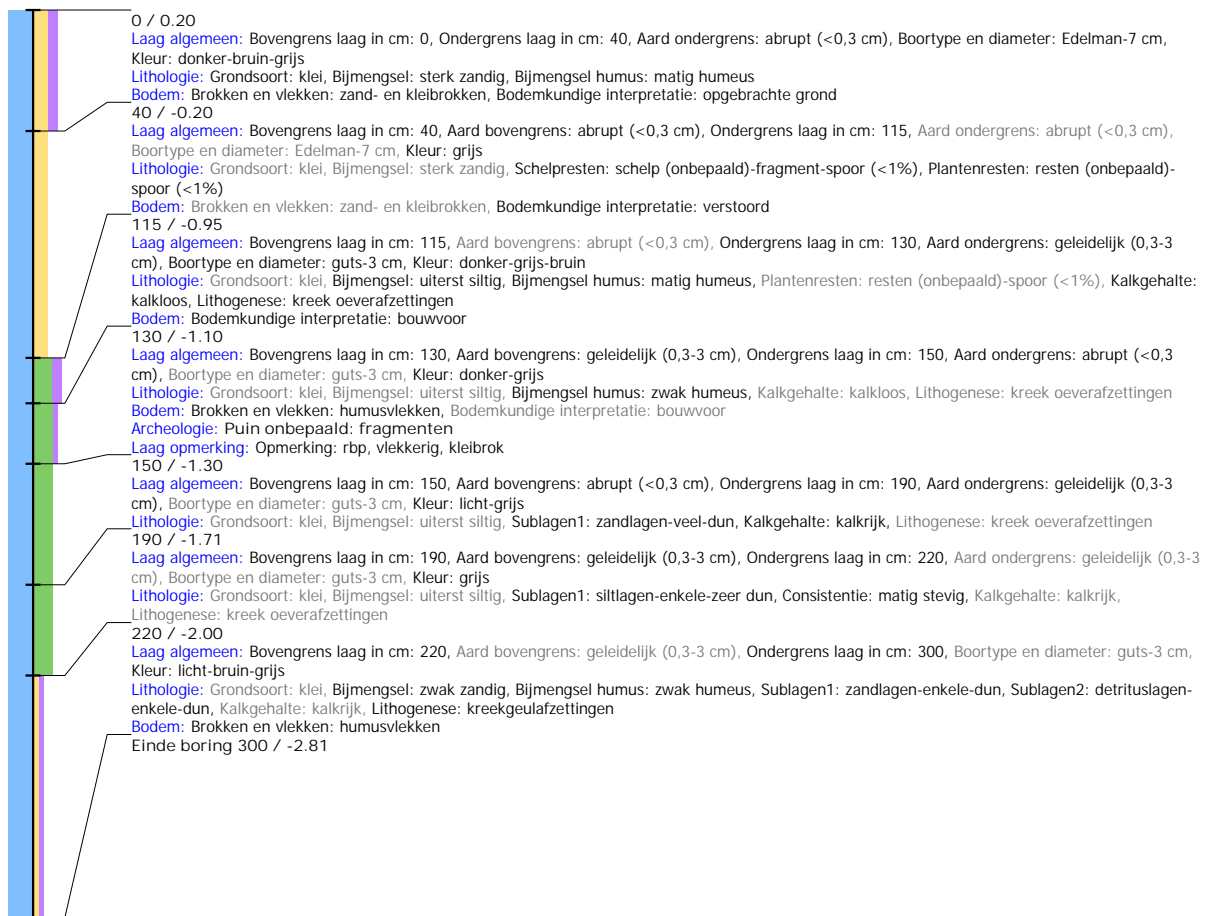 0 / 0.20
Laag algemeen: Bovengrens laag in cm: 0, Ondergrens laag in cm: 40, Aard ondergrens: abrupt (<0,3 cm), Boortype en diameter: Edelman-7 cm,
Kleur: donker-bruin-grijs
Lithologie: Grondsoort: klei, Bijmengsel: sterk zandig, Bijmengsel humus: matig humeus
Bodem: Brokken en vlekken: zand- en kleibrokken, Bodemkundige interpretatie: opgebrachte grond
40 / -0.20
Laag algemeen: Bovengrens laag in cm: 40, Aard bovengrens: abrupt (<0,3 cm), Ondergrens laag in cm: 115, Aard ondergrens: abrupt (<0,3 cm),
Boortype en diameter: Edelman-7 cm, Kleur: grijs
Lithologie: Grondsoort: klei, Bijmengsel: sterk zandig, Schelpresten: schelp (onbepaald)-fragment-spoor (<1%), Plantenresten: resten (onbepaald)-
spoor (<1%)
Bodem: Brokken en vlekken: zand- en kleibrokken, Bodemkundige interpretatie: verstoord
115 / -0.95
Laag algemeen: Bovengrens laag in cm: 115, Aard bovengrens: abrupt (<0,3 cm), Ondergrens laag in cm: 130, Aard ondergrens: geleidelijk (0,3-3
cm), Boortype en diameter: guts-3 cm, Kleur: donker-grijs-bruin
Lithologie: Grondsoort: klei, Bijmengsel: uiterst siltig, Bijmengsel humus: matig humeus, Plantenresten: resten (onbepaald)-spoor (<1%), Kalkgehalte:
kalkloos, Lithogenese: kreek oeverafzettingen
Bodem: Bodemkundige interpretatie: bouwvoor
130 / -1.10
Laag algemeen: Bovengrens laag in cm: 130, Aard bovengrens: geleidelijk (0,3-3 cm), Ondergrens laag in cm: 150, Aard ondergrens: abrupt (<0,3
cm), Boortype en diameter: guts-3 cm, Kleur: donker-grijs
Lithologie: Grondsoort: klei, Bijmengsel: uiterst siltig, Bijmengsel humus: zwak humeus, Kalkgehalte: kalkloos, Lithogenese: kreek oeverafzettingen
Bodem: Brokken en vlekken: humusvlekken, Bodemkundige interpretatie: bouwvoor
Archeologie: Puin onbepaald: fragmenten
Laag opmerking: Opmerking: rbp, vlekkerig, kleibrok
150 / -1.30
Laag algemeen: Bovengrens laag in cm: 150, Aard bovengrens: abrupt (<0,3 cm), Ondergrens laag in cm: 190, Aard ondergrens: geleidelijk (0,3-3
cm), Boortype en diameter: guts-3 cm, Kleur: licht-grijs
Lithologie: Grondsoort: klei, Bijmengsel: uiterst siltig, Sublagen1: zandlagen-veel-dun, Kalkgehalte: kalkrijk, Lithogenese: kreek oeverafzettingen
190 / -1.71
Laag algemeen: Bovengrens laag in cm: 190, Aard bovengrens: geleidelijk (0,3-3 cm), Ondergrens laag in cm: 220, Aard ondergrens: geleidelijk (0,3-3
cm), Boortype en diameter: guts-3 cm, Kleur: grijs
Lithologie: Grondsoort: klei, Bijmengsel: uiterst siltig, Sublagen1: siltlagen-enkele-zeer dun, Consistentie: matig stevig, Kalkgehalte: kalkrijk,
Lithogenese: kreek oeverafzettingen
220 / -2.00
Laag algemeen: Bovengrens laag in cm: 220, Aard bovengrens: geleidelijk (0,3-3 cm), Ondergrens laag in cm: 300, Boortype en diameter: guts-3 cm,
Kleur: licht-bruin-grijs
Lithologie: Grondsoort: klei, Bijmengsel: zwak zandig, Bijmengsel humus: zwak humeus, Sublagen1: zandlagen-enkele-dun, Sublagen2: detrituslagen-
enkele-dun, Kalkgehalte: kalkrijk, Lithogenese: kreekgeulafzettingen
Bodem: Brokken en vlekken: humusvlekken
Einde boring 300 / -2.81